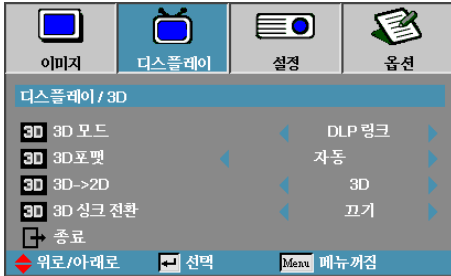 이미지 디스플레이 설정 옵션
디스플레이 / 3D
3D 3D 모드 DLP 링크
3D 3D포맷 자동
3D 3D->2D 3D
3D 3D 싱크 전환 끄기
종료
위로/아래로 선택 Menu 메뉴꺼짐